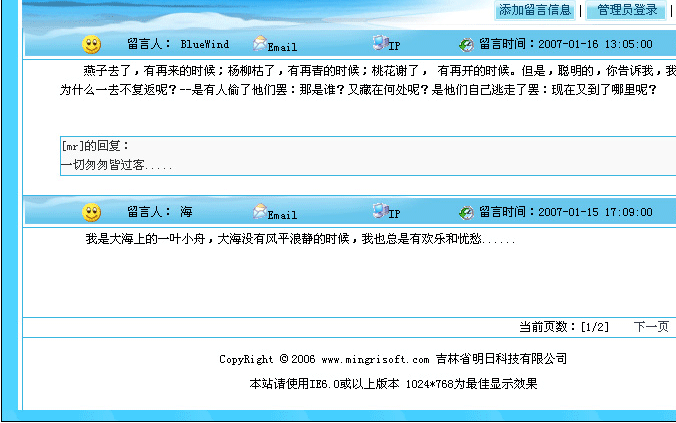 添加留言信息 | 管理员登录 |
留言人： BlueWind Email IP 留言时间：2007-01-16 13:05:00
燕子去了，有再来的时候；杨柳枯了，有再青的时候；桃花谢了， 有再开的时候。但是，聪明的，你告诉我，我
为什么一去不复返呢？--是有人偷了他们罢：那是谁？又藏在何处呢？是他们自己逃走了罢：现在又到了哪里呢？
[mr]的回复：
一切匆匆皆过客.....
留言人： 海 Email IP 留言时间：2007-01-15 17:09:00
我是大海上的一叶小舟，大海没有风平浪静的时候，我也总是有欢乐和忧愁......
当前页数：[1/2] 下一页
CopyRight © 2006 www.mingrisoft.com 吉林省明日科技有限公司
本站请使用IE6.0或以上版本 1024*768为最佳显示效果